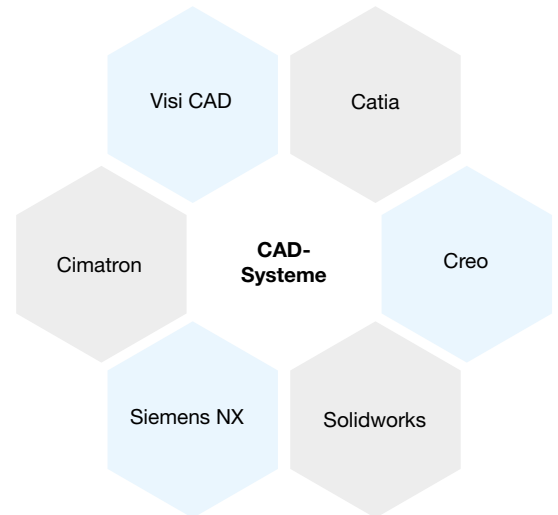 Visi CAD
Catia
Cimatron
CAD-
Systeme
Creo
Siemens NX
Solidworks